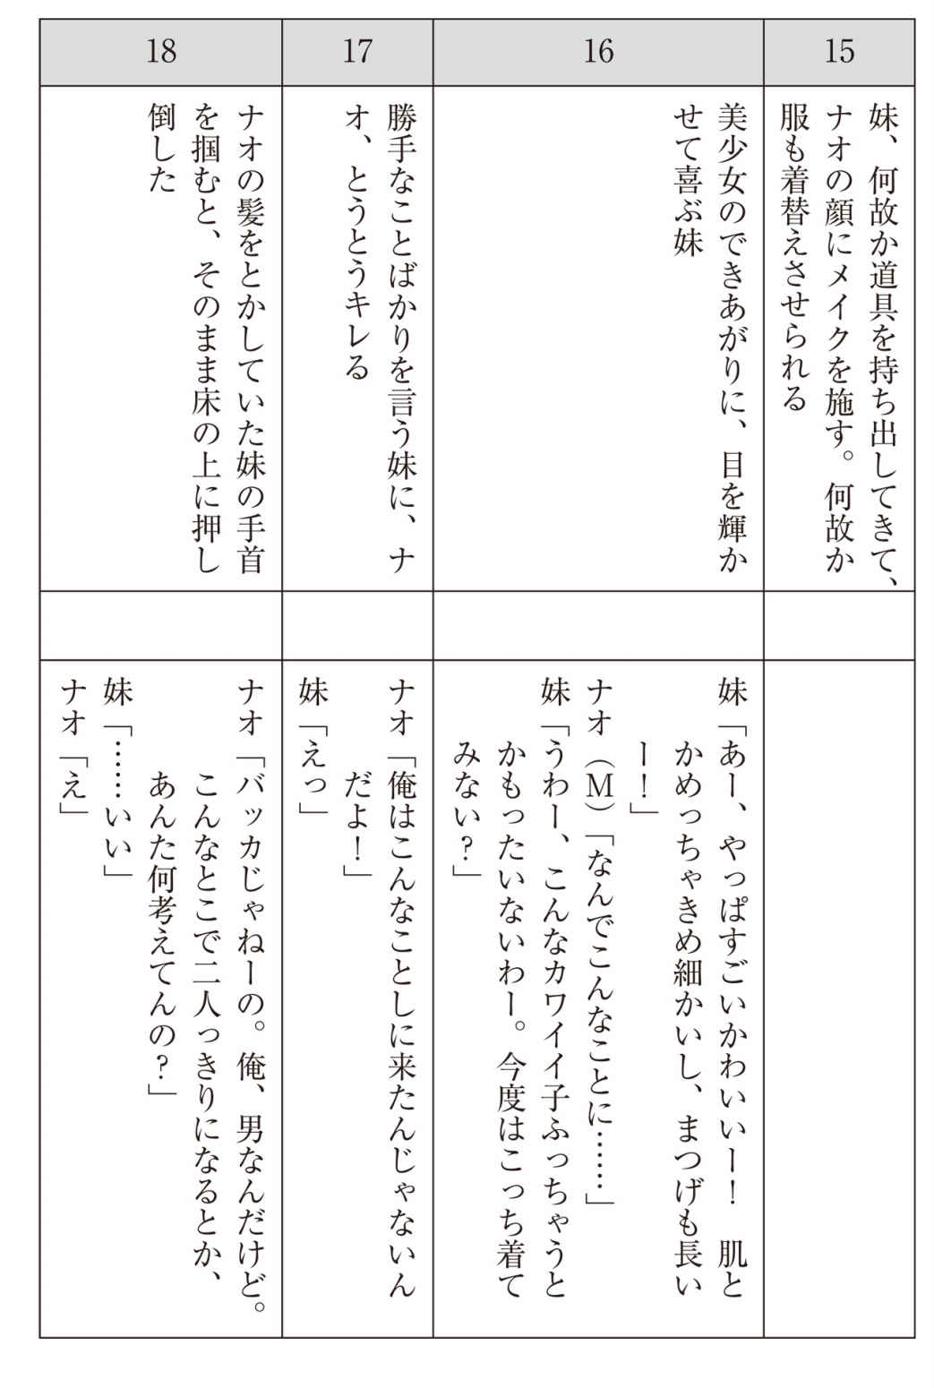 15
妹、何故か道具を持ち出してきて、
ナオの顔にメイクを施す。何故か
服も着替えさせられる
16
美少女のできあがりに、目を輝か
せて喜ぶ妹
妹「あー、やっぱすごいかわいいー！　肌と
かめっちゃきめ細かいし、まつげも長い
ー！」
ナオ（M）「なんでこんなことに……」
妹「うわー、こんなカワイイ子ふっちゃうと
かもったいないわー。今度はこっち着て
みない？」
17
勝手なことばかりを言う妹に、ナ
オ、とうとうキレる
ナオ「俺はこんなことしに来たんじゃないん
だよ！」
妹「えっ」
18
ナオの髪をとかしていた妹の手首
を掴むと、そのまま床の上に押し
倒した
ナオ「バッカじゃねーの。俺、男なんだけど。
こんなとこで二人っきりになるとか、
あんた何考えてんの？」
妹「……いい」
ナオ「え」